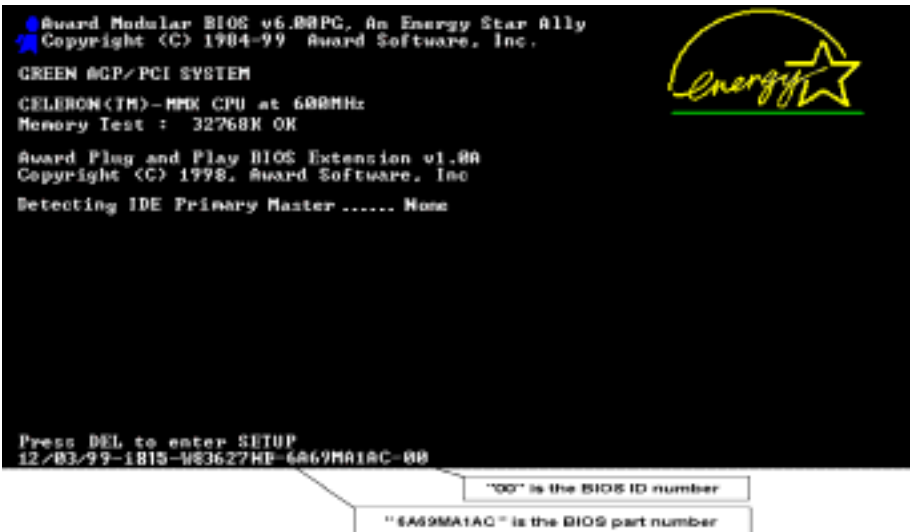 Award Modular BIOS v6.00PG, An Energy Star Ally
Copyright (C) 1984-99 Award Software, Inc.
energy
GREEN AGP/PCI SYSTEM
CELERON(TM)-MMX CPU at 600MHz
Memory Test : 32768K OK
Award Plug and Play BIOS Extension v1.0A
Copyright (C) 1998, Award Software, Inc
Detecting IDE Primary Master ...... None
Press DEL to enter SETUP
12/03/99-i815-W83627HF-6A69MA1AC-00
"00" is the BIOS ID number
"6A69MA1AC" is the BIOS part number